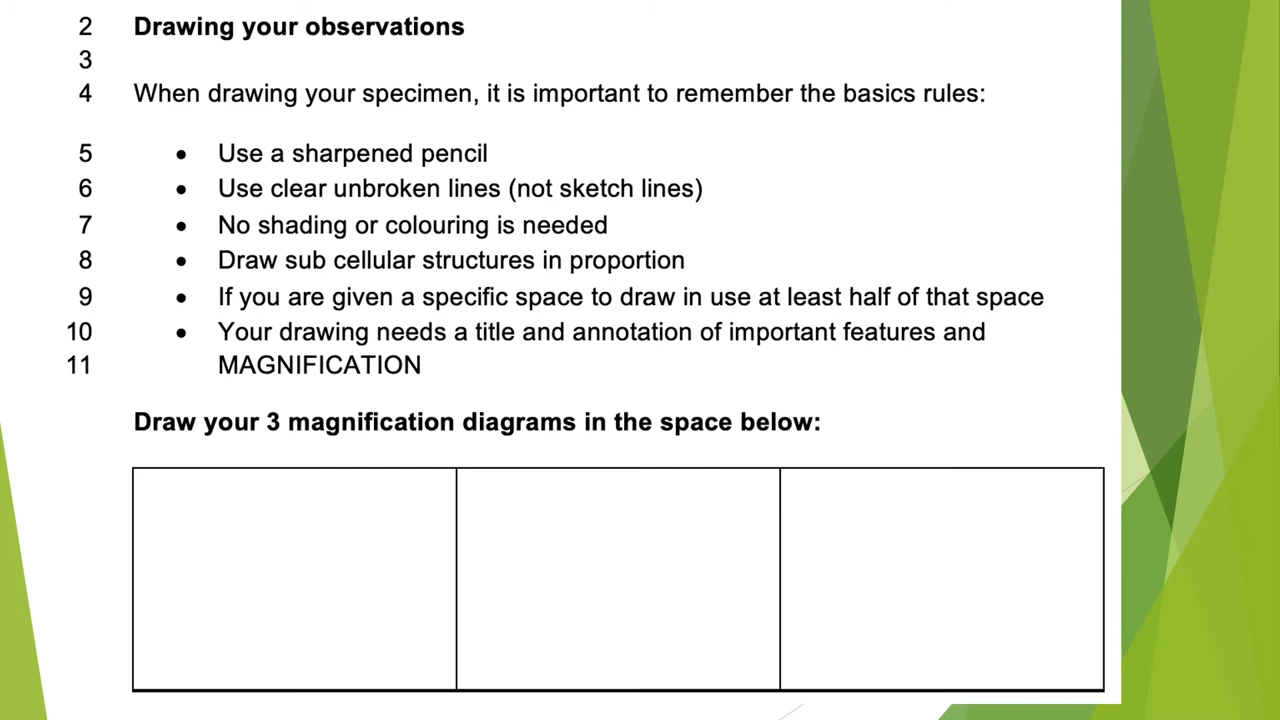 2 Drawing your observations
3
4 When drawing your specimen, it is important to remember the basics rules:
5 • Use a sharpened pencil
6 • Use clear unbroken lines (not sketch lines)
7 • No shading or colouring is needed
8 • Draw sub cellular structures in proportion
9 • If you are given a specific space to draw in use at least half of that space
10 • Your drawing needs a title and annotation of important features and
11 MAGNIFICATION
Draw your 3 magnification diagrams in the space below: